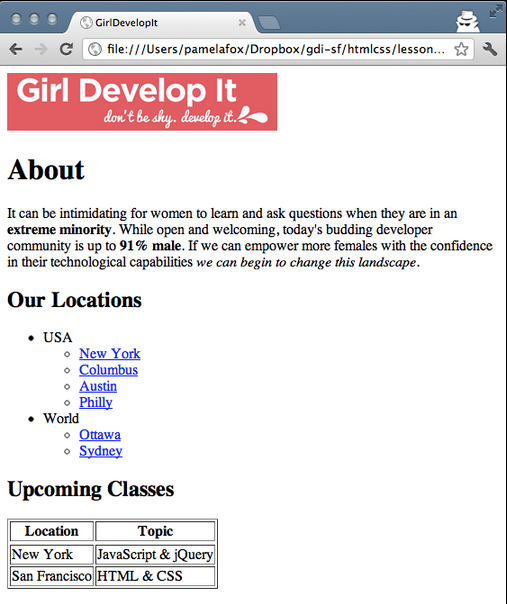 GirlDevelopIt
file:///Users/pamelafox/Dropbox/gdi-sf/htmlcss/lesson...
Girl Develop It
don't be shy. develop it.
About
It can be intimidating for women to learn and ask questions when they are in an
extreme minority. While open and welcoming, today's budding developer
community is up to 91% male. If we can empower more females with the confidence
in their technological capabilities we can begin to change this landscape.
Our Locations
USA
New York
Columbus
Austin
Philly
World
Ottawa
Sydney
Upcoming Classes
Location Topic
New York JavaScript & jQuery
San Francisco HTML & CSS